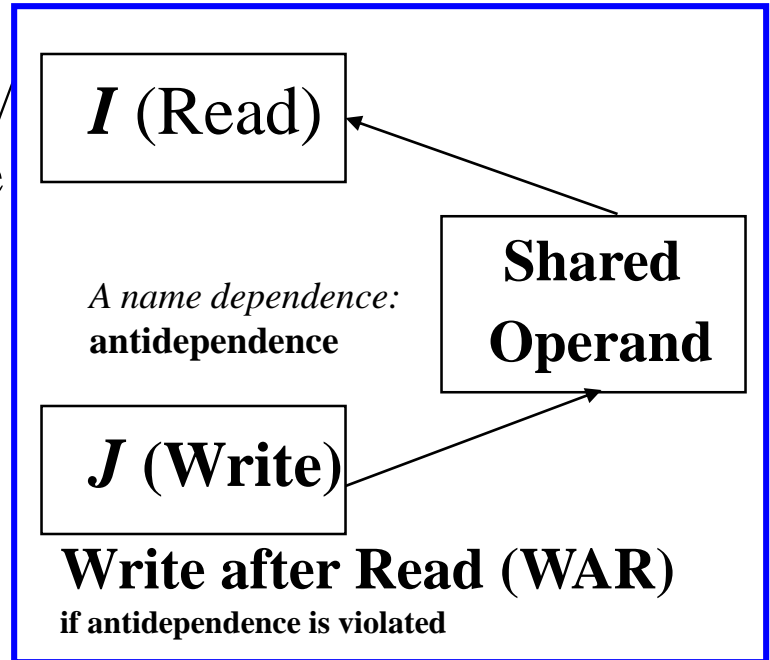 I (Read)
Shared
Operand
A name dependence:
antidependence
J (Write)
Write after Read (WAR)
if antidependence is violated